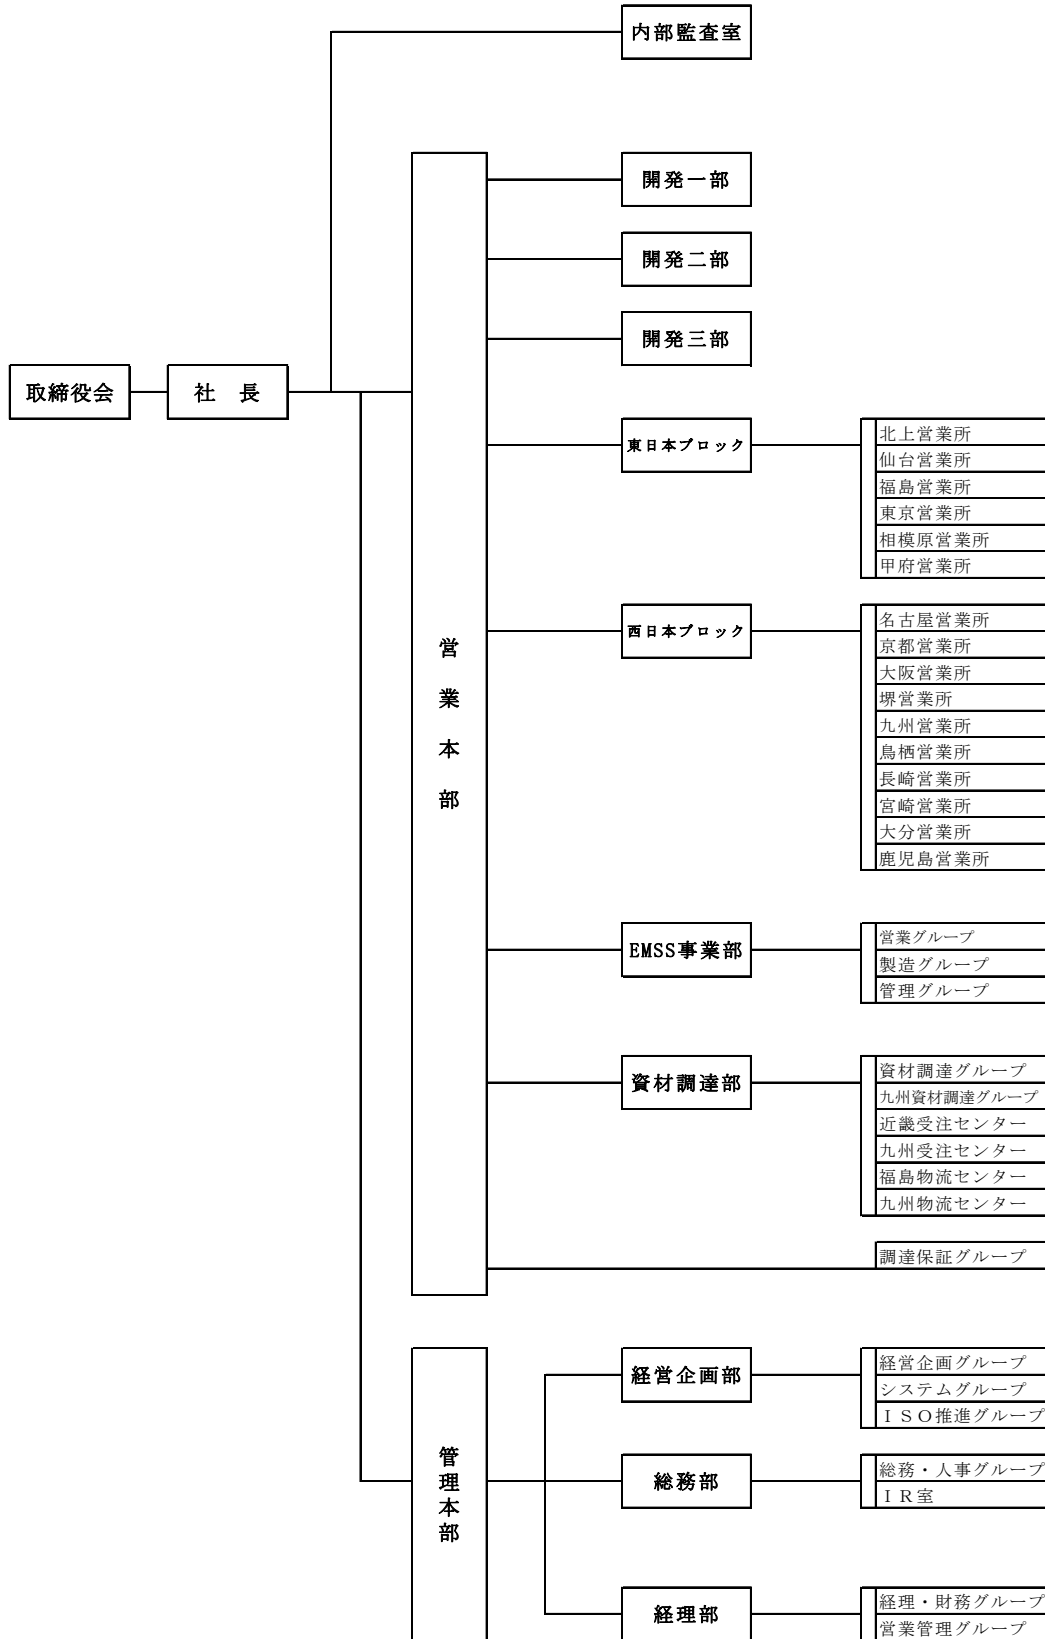 内部監査室
開発一部
開発二部
開発三部
取締役会
社　長
東日本ブロック
北上営業所
仙台営業所
福島営業所
東京営業所
相模原営業所
甲府営業所
営業本部
西日本ブロック
名古屋営業所
京都営業所
大阪営業所
堺営業所
九州営業所
鳥栖営業所
長崎営業所
宮崎営業所
大分営業所
鹿児島営業所
EMSS事業部
営業グループ
製造グループ
管理グループ
資材調達部
資材調達グループ
九州資材調達グループ
近畿受注センター
九州受注センター
福島物流センター
九州物流センター
調達保証グループ
管理本部
経営企画部
経営企画グループ
システムグループ
ＩＳＯ推進グループ
総務部
総務・人事グループ
ＩＲ室
経理部
経理・財務グループ
営業管理グループ